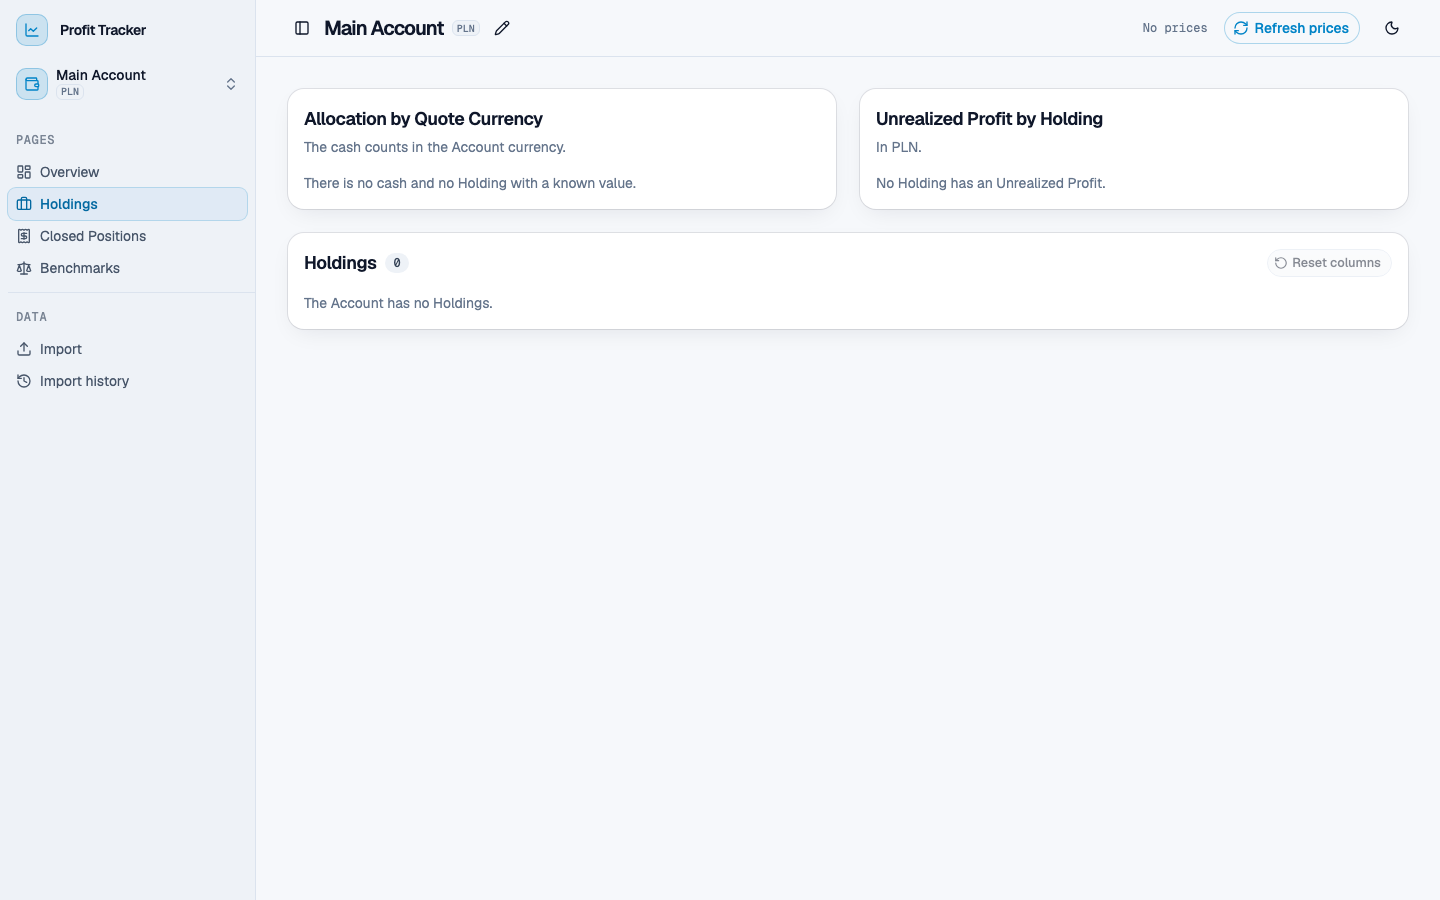 Profit Tracker
Main Account
PLN
PAGES
Overview
Holdings
Closed Positions
Benchmarks
DATA
Import
Import history
Main Account PLN
No prices
Refresh prices
Allocation by Quote Currency
The cash counts in the Account currency.
There is no cash and no Holding with a known value.
Unrealized Profit by Holding
In PLN.
No Holding has an Unrealized Profit.
Holdings 0
Reset columns
The Account has no Holdings.